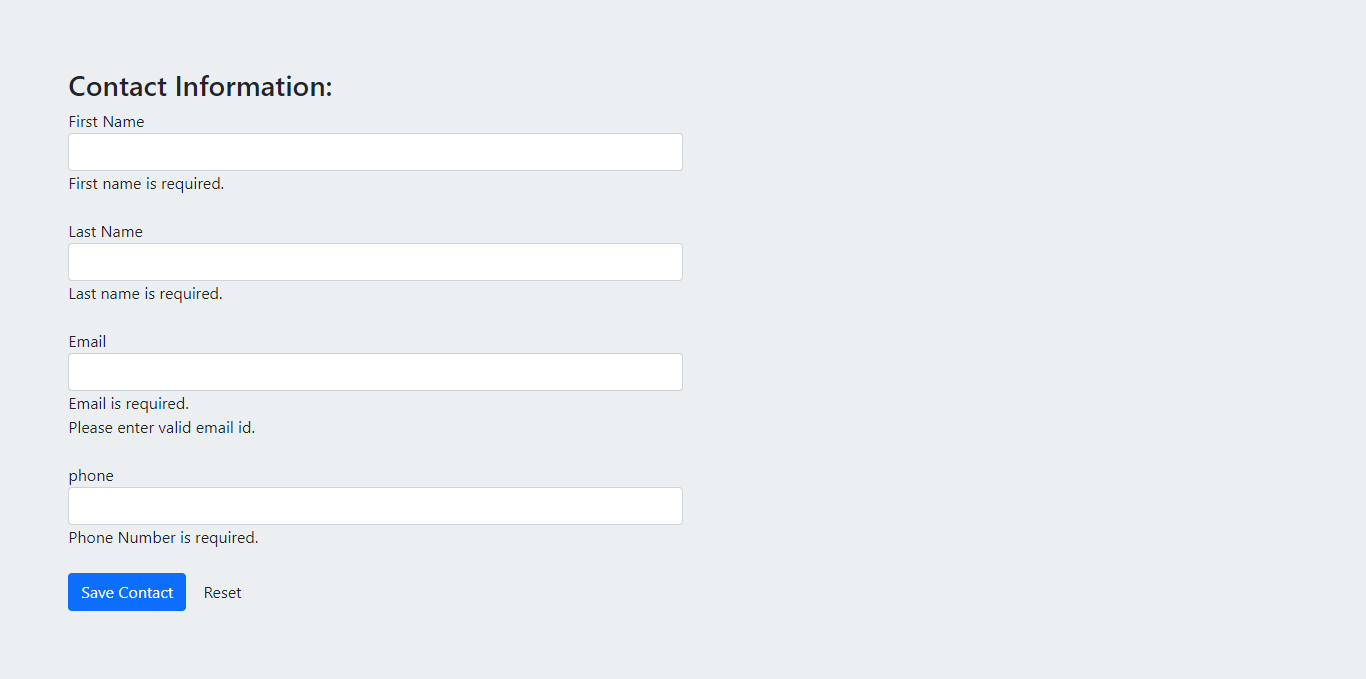 Contact Information:
First Name
First name is required.
Last Name
Last name is required.
Email
Email is required.
Please enter valid email id.
phone
Phone Number is required.
Save Contact Reset